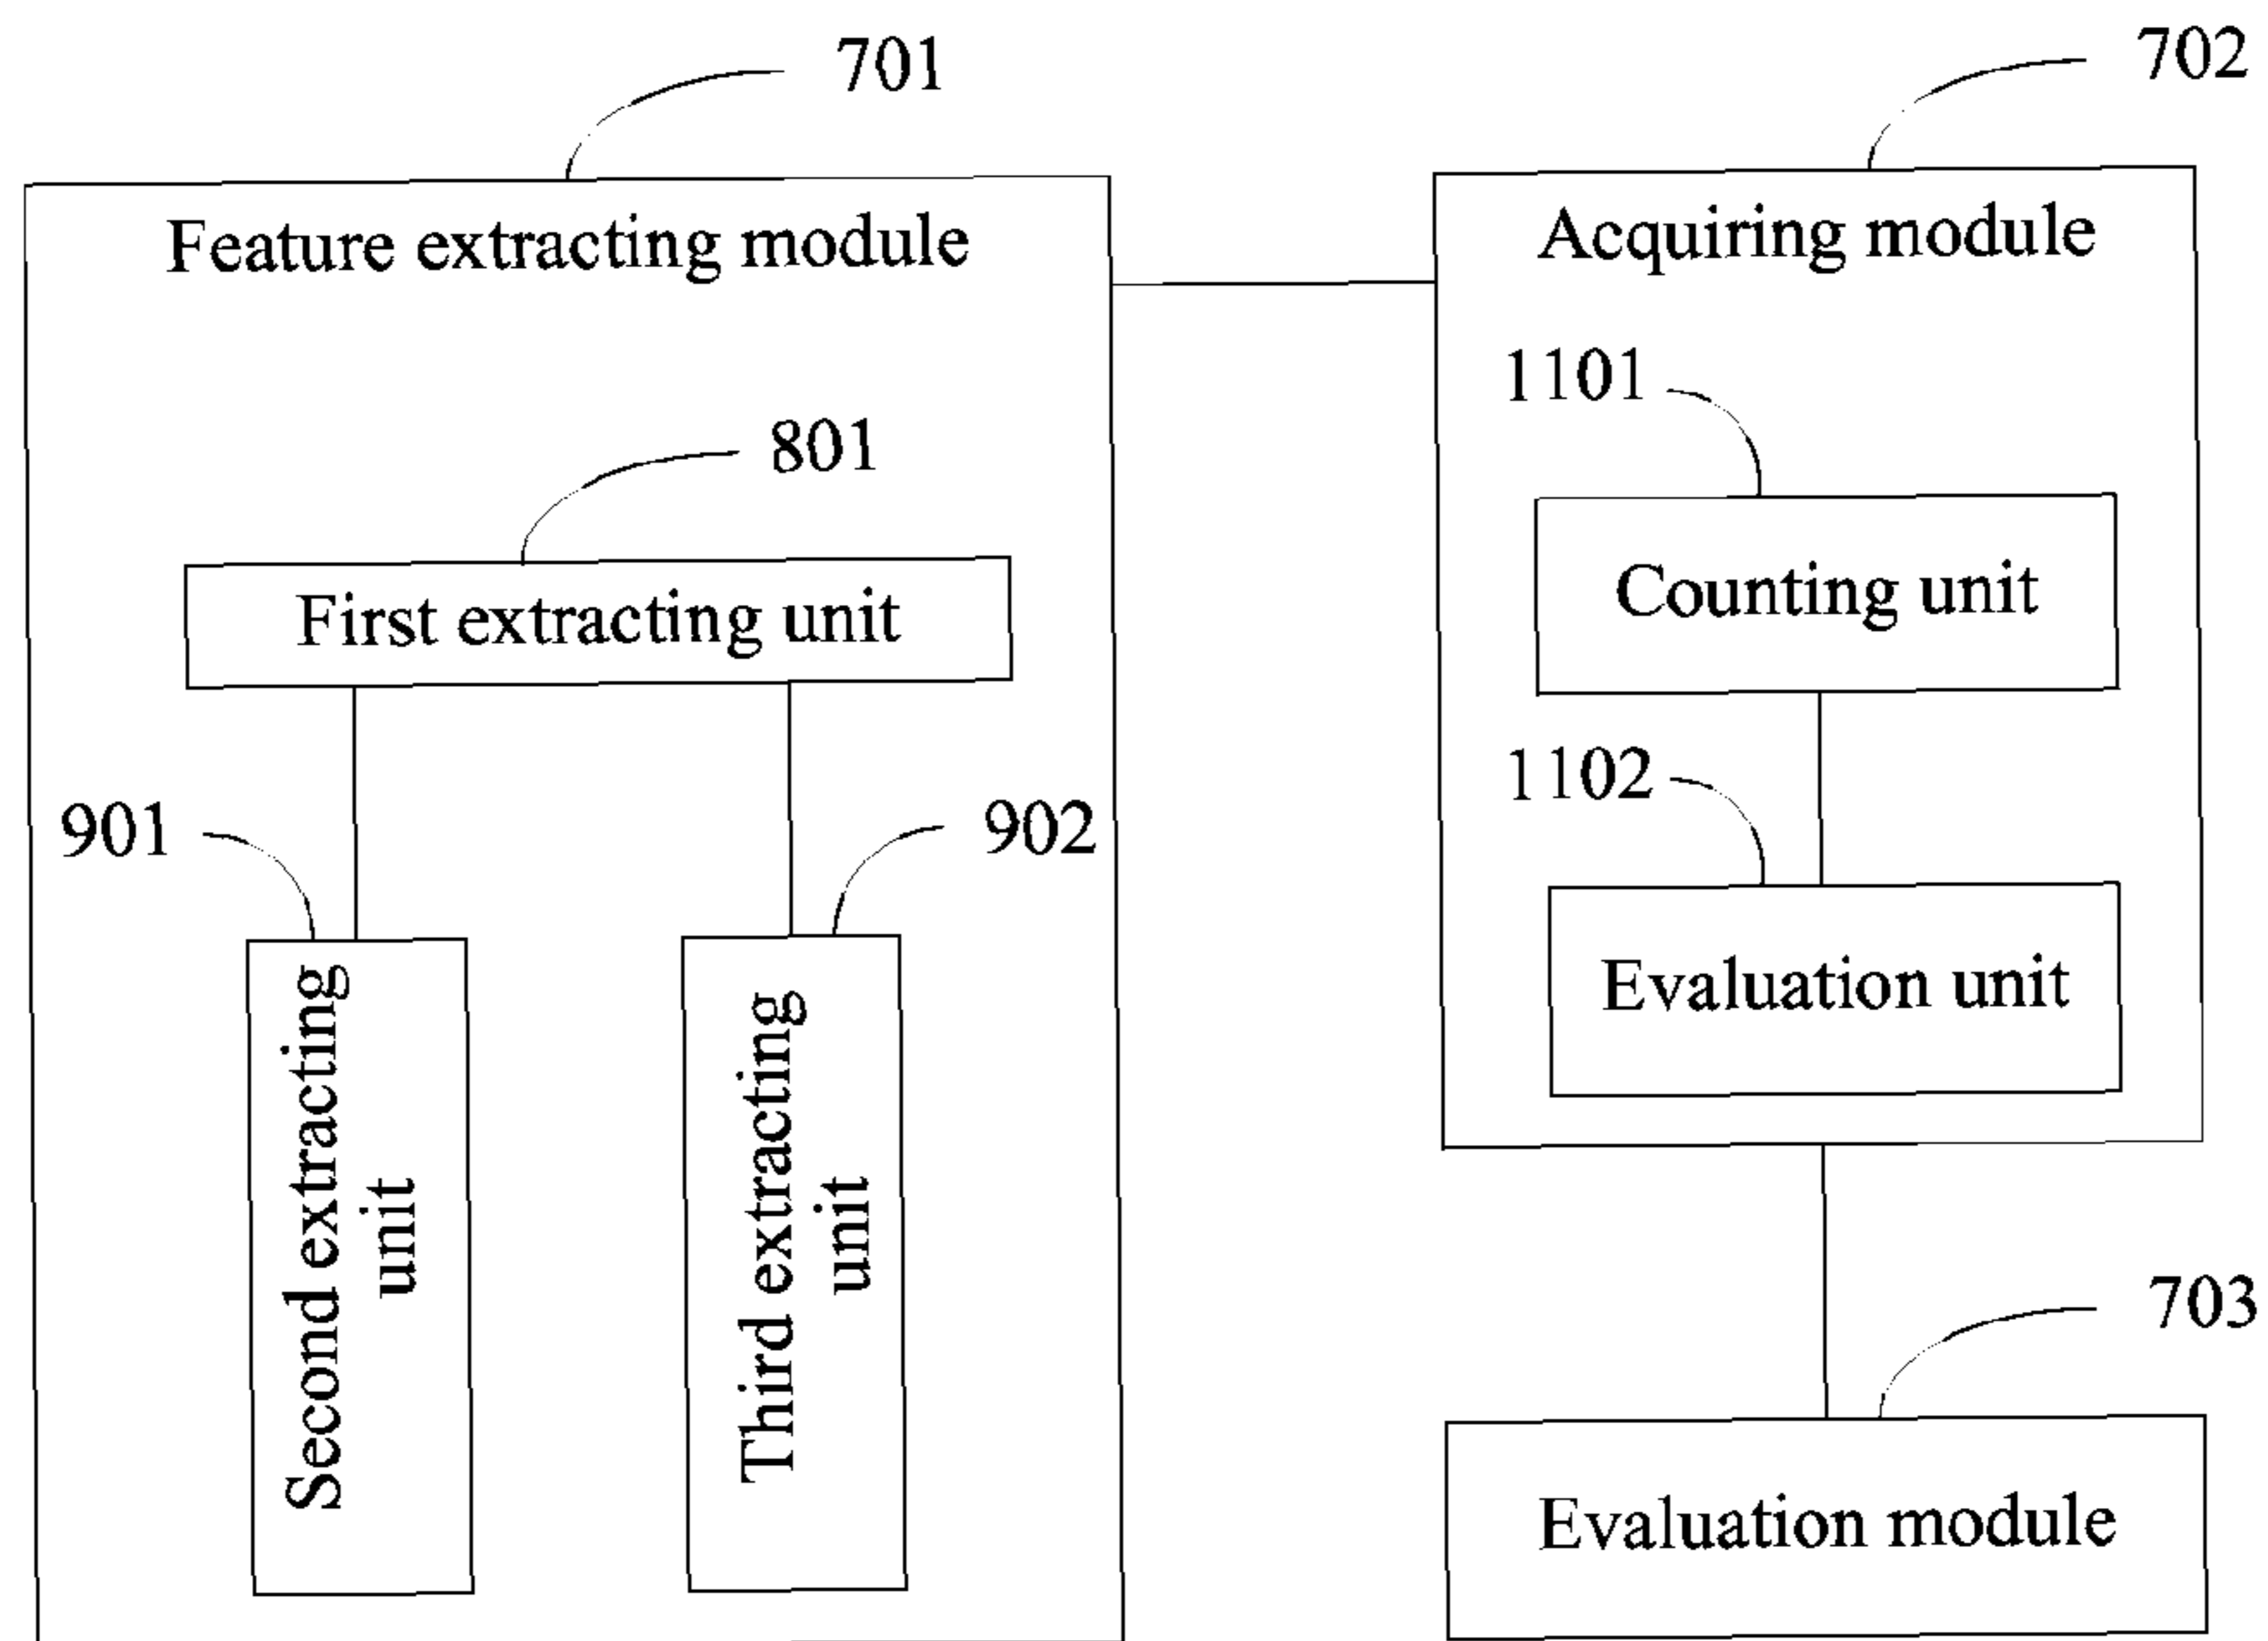 701
702
Feature extracting module
Acquiring module
1101
801
Counting unit
First extracting unit
1102
901
902
Evaluation unit
Second extracting
unit
Third extracting
unit
703
Evaluation module